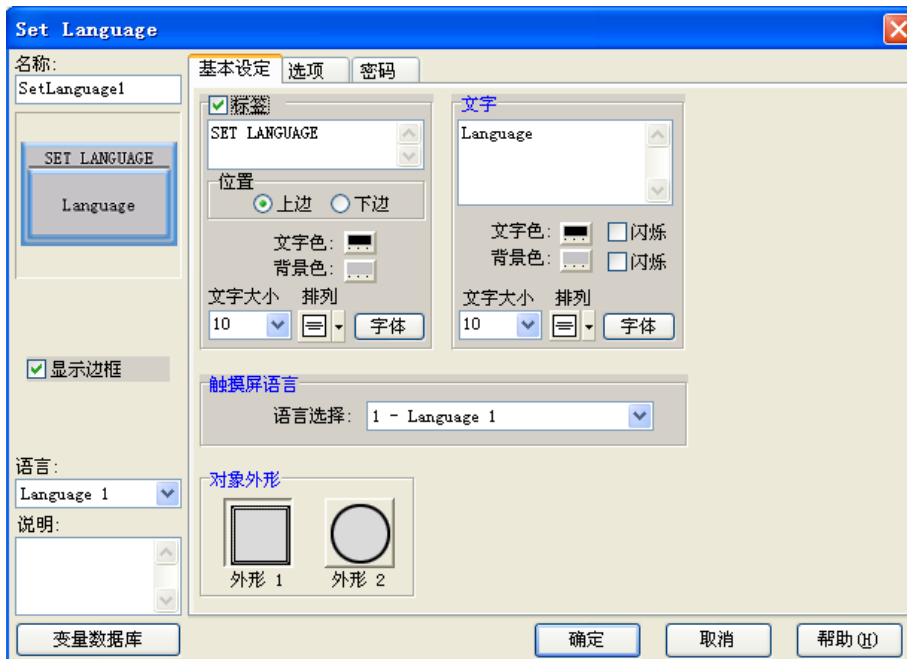 Set Language
名称:
SetLanguage1
SET LANGUAGE
Language
显示边框
语言:
Language 1
说明:
变量数据库
基本设定 选项 密码
标签
SET LANGUAGE
位置
上边 下边
文字色:
...
背景色:
...
文字大小 排列
10 字体
文字
Language
文字色: ... 闪烁
背景色: ... 闪烁
文字大小 排列
10 字体
触摸屏语言
语言选择: 1 - Language 1
对象外形
外形 1 外形 2
确定 取消 帮助(H)